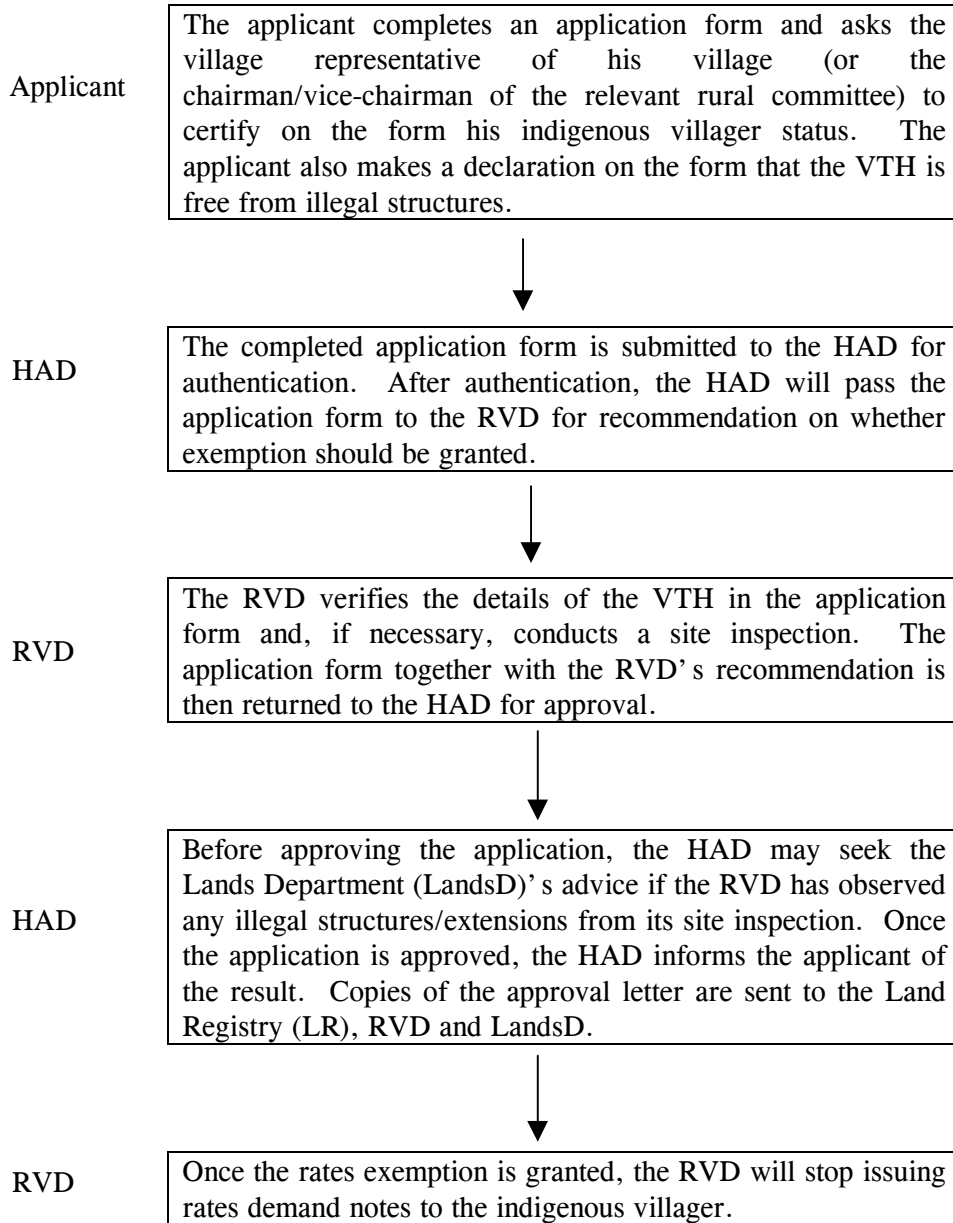 Applicant
The applicant completes an application form and asks the
village representative of his village (or the
chairman/vice-chairman of the relevant rural committee) to
certify on the form his indigenous villager status. The
applicant also makes a declaration on the form that the VTH is
free from illegal structures.
HAD
The completed application form is submitted to the HAD for
authentication. After authentication, the HAD will pass the
application form to the RVD for recommendation on whether
exemption should be granted.
RVD
The RVD verifies the details of the VTH in the application
form and, if necessary, conducts a site inspection. The
application form together with the RVD's recommendation is
then returned to the HAD for approval.
HAD
Before approving the application, the HAD may seek the
Lands Department (LandsD)'s advice if the RVD has observed
any illegal structures/extensions from its site inspection. Once
the application is approved, the HAD informs the applicant of
the result. Copies of the approval letter are sent to the Land
Registry (LR), RVD and LandsD.
RVD
Once the rates exemption is granted, the RVD will stop issuing
rates demand notes to the indigenous villager.